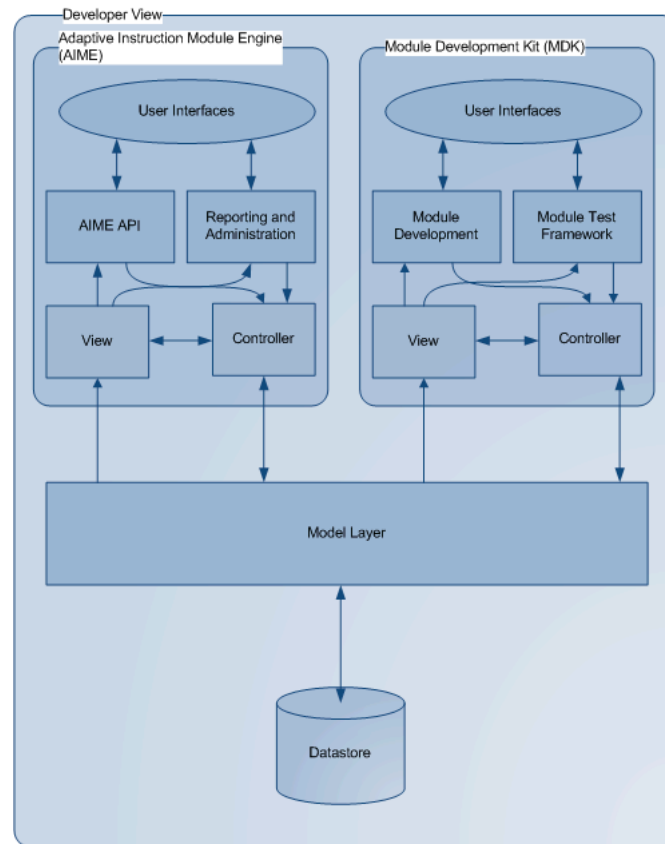 Developer View
Adaptive Instruction Module Engine
(AIME)
User Interfaces
AIME API
Reporting and
Administration
View
Controller
Module Development Kit (MDK)
User Interfaces
Module
Development
Module Test
Framework
View
Controller
Model Layer
Datastore